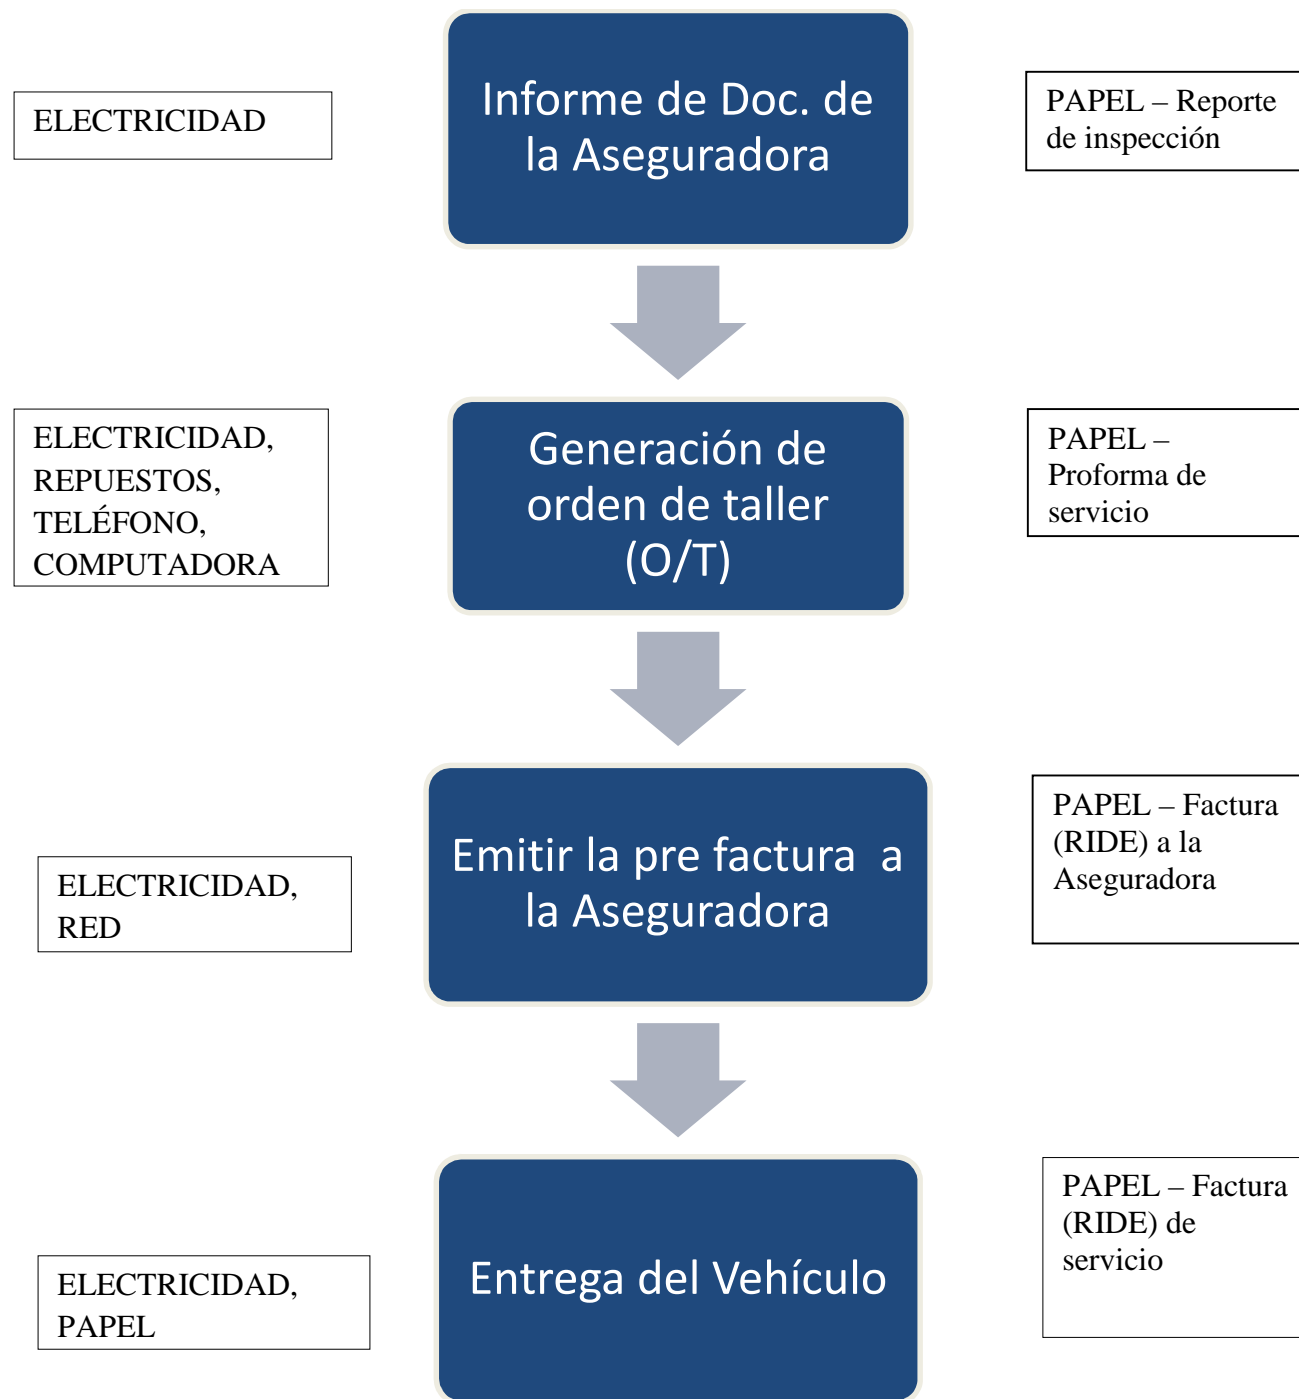 ELECTRICIDAD
Informe de Doc. de
la Aseguradora
PAPEL – Reporte
de inspección
ELECTRICIDAD,
REPUESTOS,
TELÉFONO,
COMPUTADORA
Generación de
orden de taller
(O/T)
PAPEL –
Proforma de
servicio
ELECTRICIDAD,
RED
Emitir la pre factura  a
la Aseguradora
PAPEL – Factura
(RIDE) a la
Aseguradora
ELECTRICIDAD,
PAPEL
Entrega del Vehículo
PAPEL – Factura
(RIDE) de
servicio